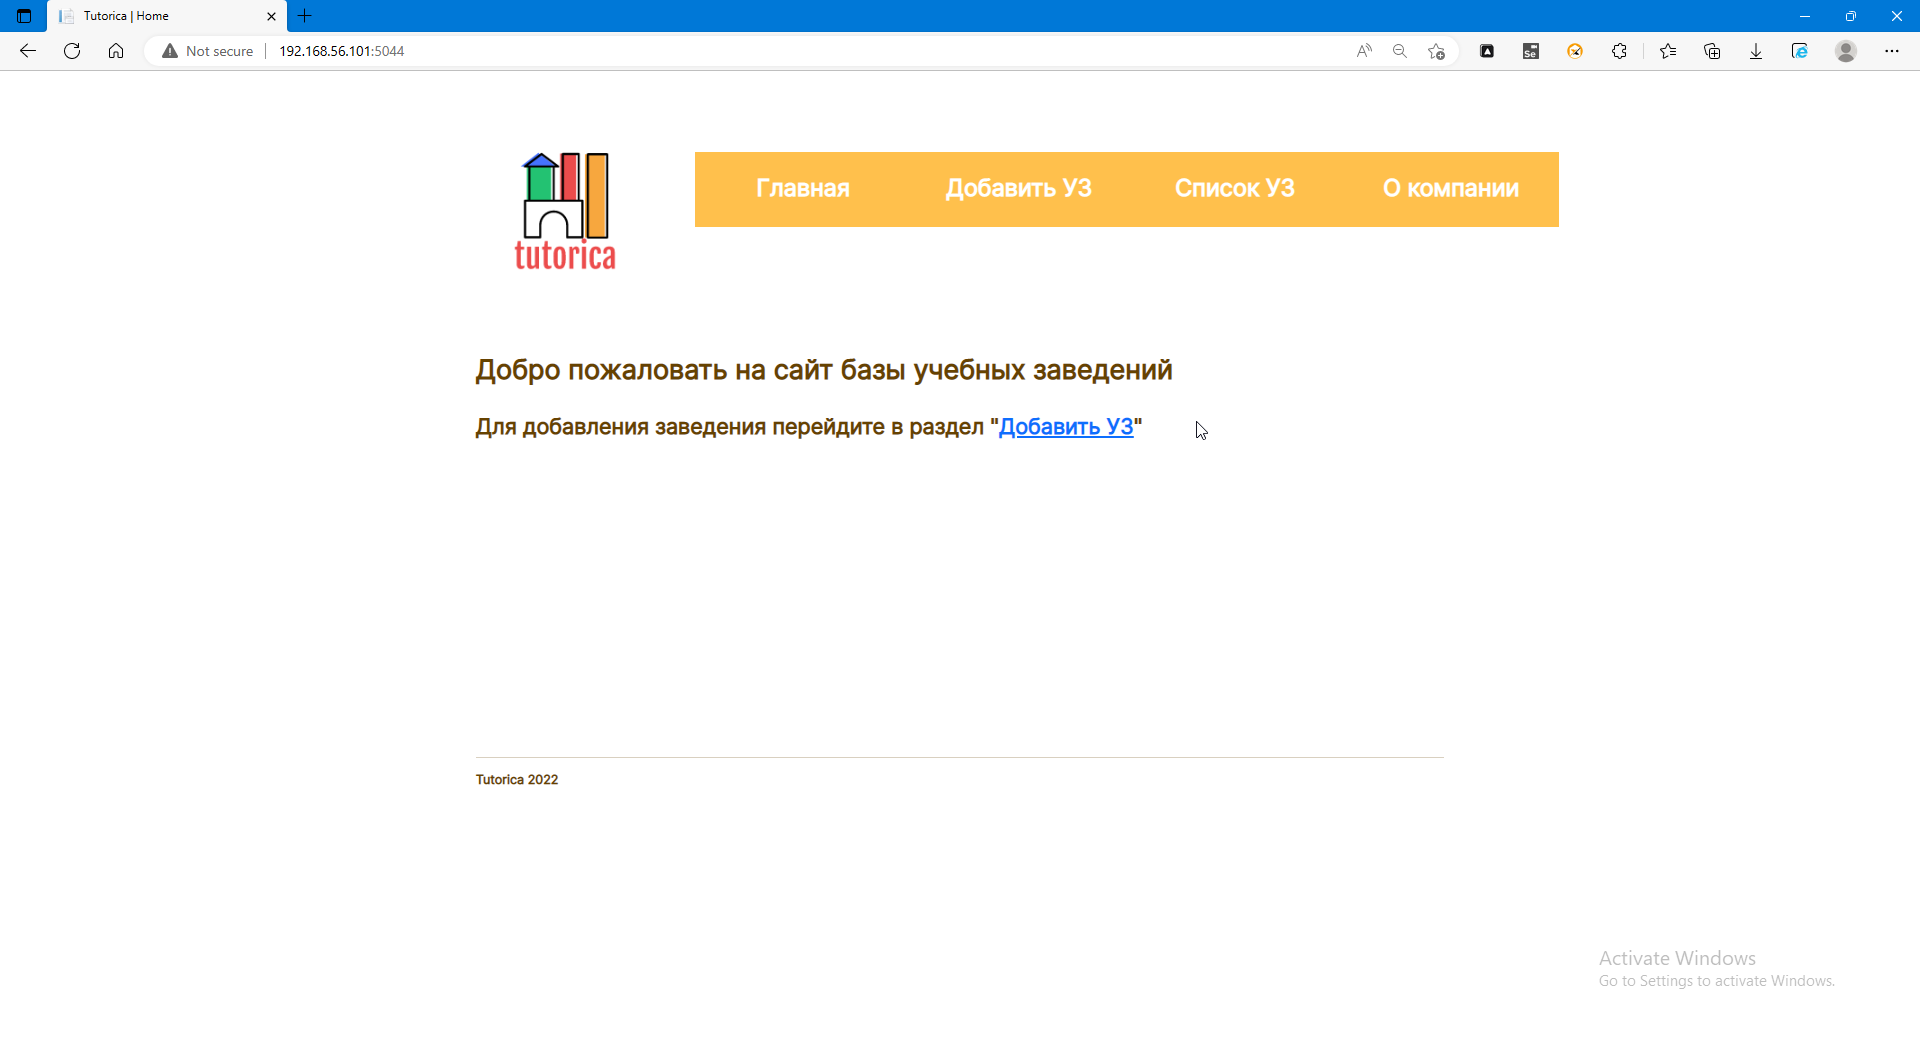 Tutorica | Home
Not secure
192.168.56.101:5044
Se
tutorica
Главная
Добавить УЗ
Список УЗ
О компании
Добро пожаловать на сайт базы учебных заведений
Для добавления заведения перейдите в раздел "Добавить УЗ"
Tutorica 2022
Activate Windows
Go to Settings to activate Windows.